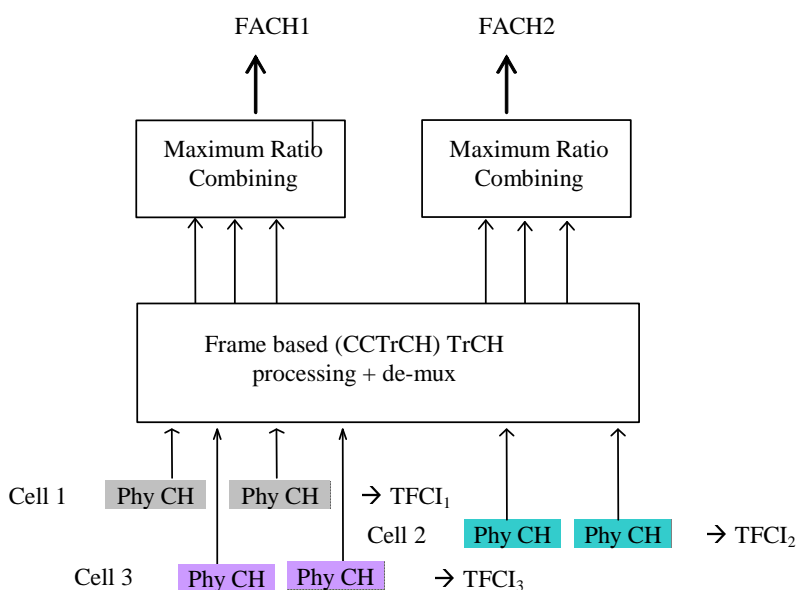 FACH1 FACH2
Maximum Ratio
Combining
Maximum Ratio
Combining
Frame based (CCTrCH) TrCH
processing + de-mux
Cell 1 Phy CH Phy CH → TFCI₁
Cell 2 Phy CH Phy CH → TFCI₂
Cell 3 Phy CH Phy CH → TFCI₃